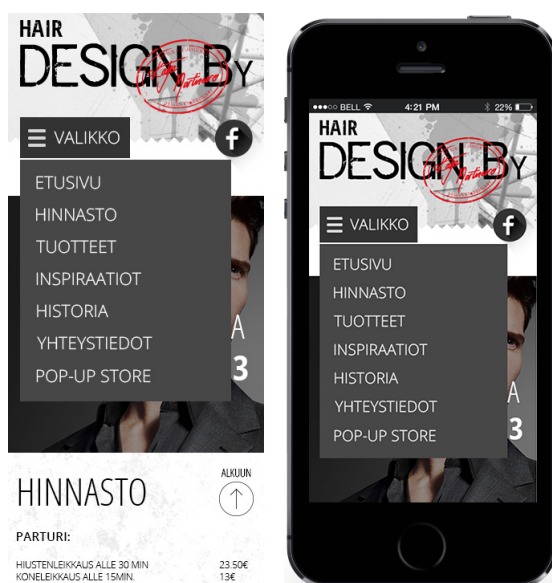 HAIR
DESIGN BY
VALIKKO
ETUSIVU
HINNASTO
TUOTTEET
INSPIRAATIOT
HISTORIA
YHTEYSTIEDOT
POP-UP STORE
A
3
HINNASTO
ALKUUN
PARTURI:
HIUSTENLEIKKAUS ALLE 30 MIN 23.50€
KONELEIKKAUS ALLE 15MIN. 13€
BELL 4:21 PM 22%
HAIR
DESIGN BY
VALIKKO
ETUSIVU
HINNASTO
TUOTTEET
INSPIRAATIOT
HISTORIA
YHTEYSTIEDOT
POP-UP STORE
A
3